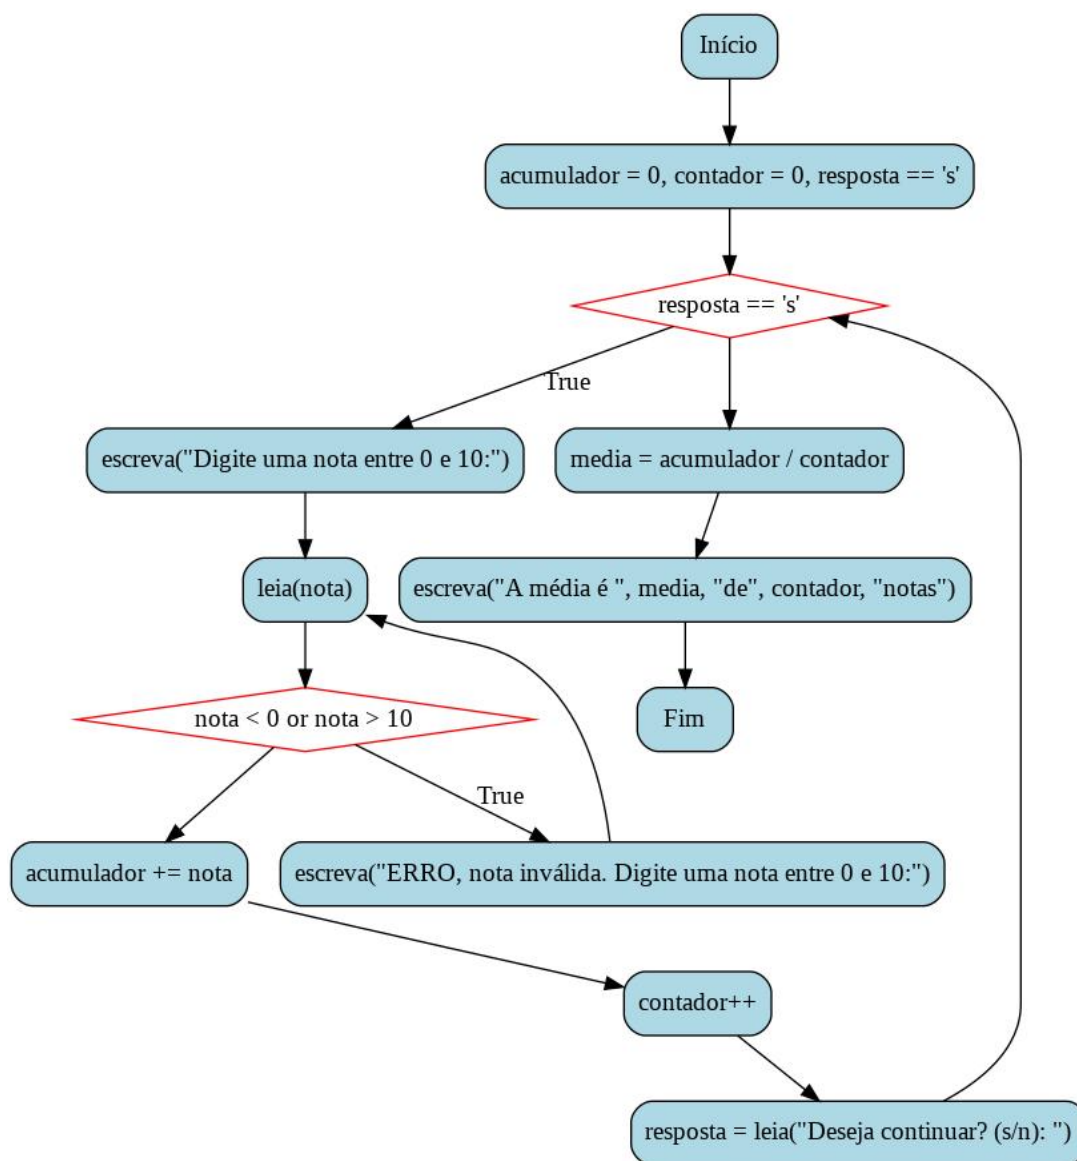 Início
acumulador = 0, contador = 0, resposta == 's'
resposta == 's'
True
escreva("Digite uma nota entre 0 e 10:")
media = acumulador / contador
leia(nota)
escreva("A média é ", media, "de", contador, "notas")
nota < 0 or nota > 10
Fim
True
acumulador += nota
escreva("ERRO, nota inválida. Digite uma nota entre 0 e 10:")
contador++
resposta = leia("Deseja continuar? (s/n): ")